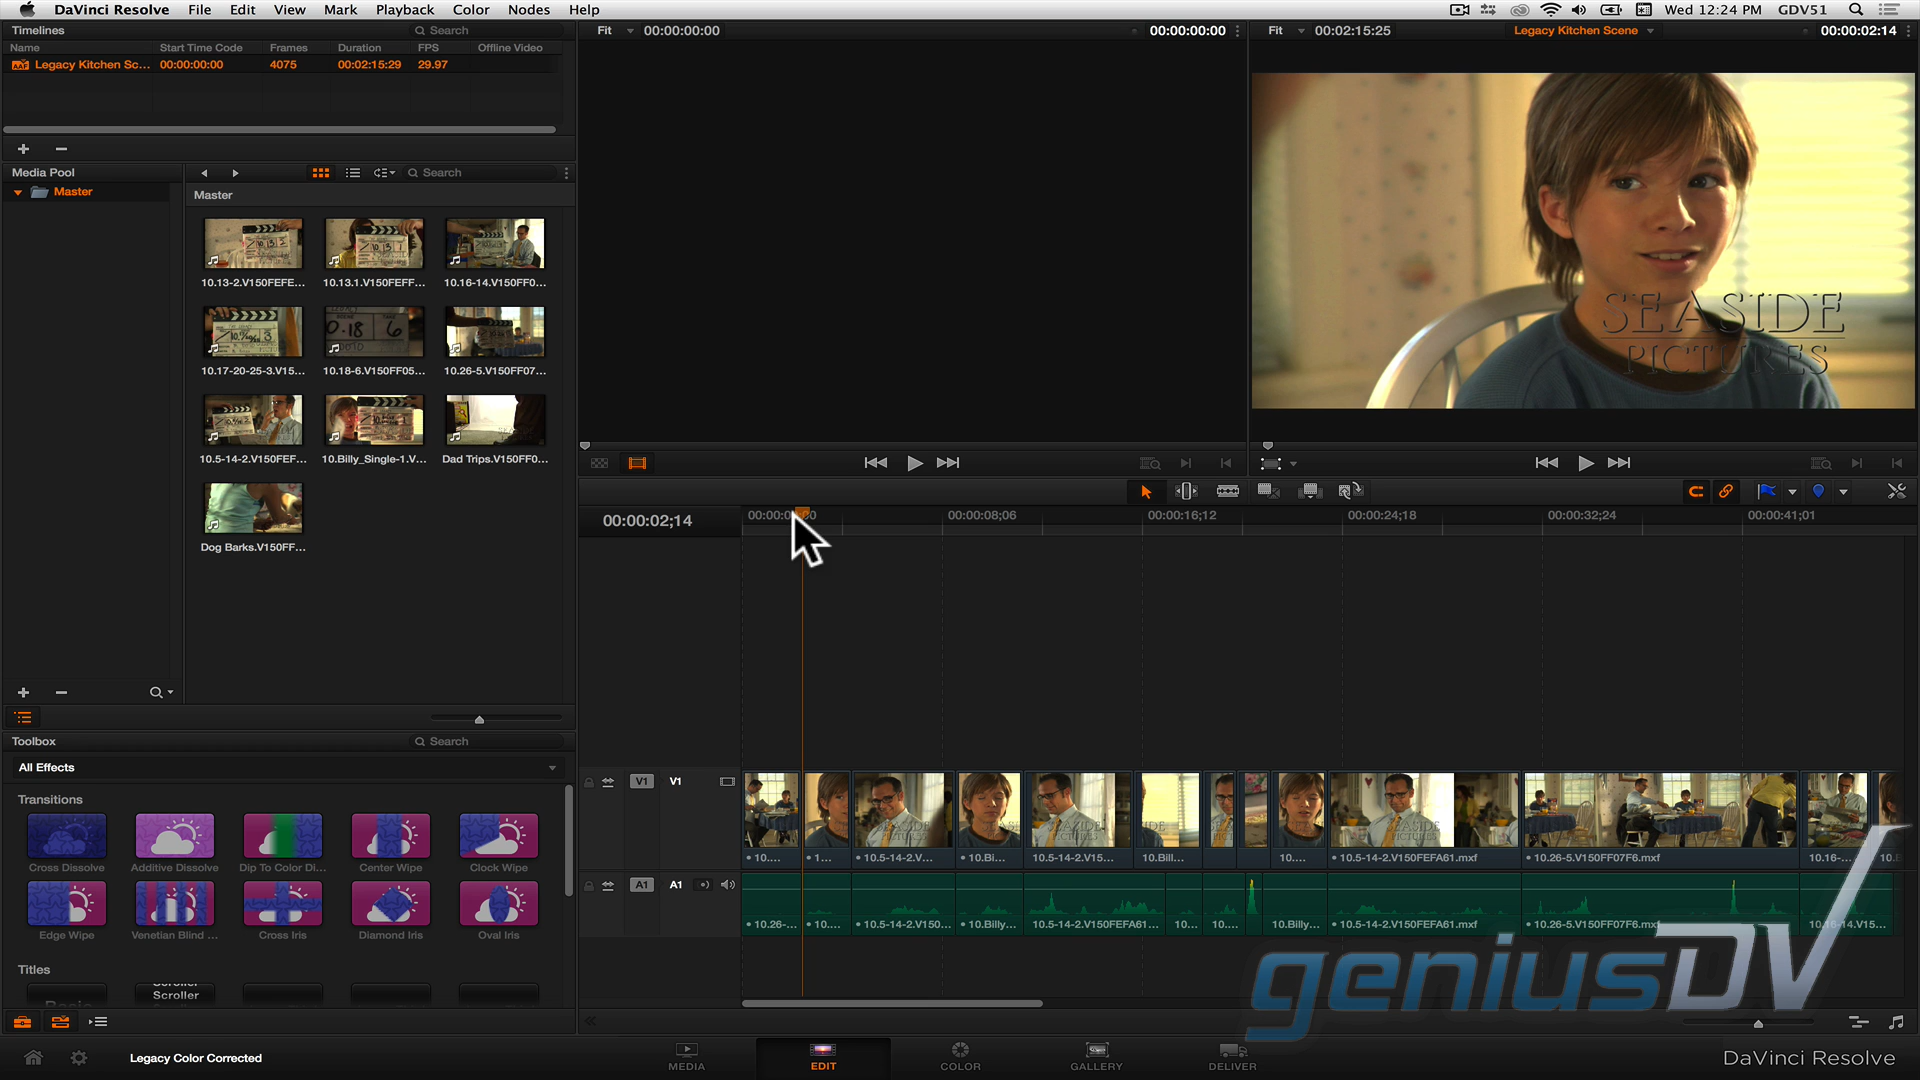 DaVinci Resolve File Edit View Mark Playback Color Nodes Help
Wed 12:24 PM GDV51
Timelines
Search
Name Start Time Code Frames Duration FPS Offline Video
Legacy Kitchen Sc... 00:00:00:00 4075 00:02:15:29 29.97
Fit 00:00:00:00
00:00:00:00
Fit 00:02:15:25
Legacy Kitchen Scene
00:00:02:14
Media Pool
Search
Master
Master
10.13-2.V150FEFE... 10.13.1.V150FEFF... 10.16-14.V150FF0...
10.17-20-25-3.V15... 10.18-6.V150FF05... 10.26-5.V150FF07...
10.5-14-2.V150FEF... 10.Billy_Single-1.V... Dad Trips.V150FF0...
Dog Barks.V150FF...
SEASIDE
PICTURES
00:00:02;14
00:00:08;06 00:00:16;12 00:00:24;18 00:00:32;24 00:00:41;01
Toolbox
Search
All Effects
Transitions
Cross Dissolve Additive Dissolve Dip To Color Di... Center Wipe Clock Wipe
Edge Wipe Venetian Blind ... Cross Iris Diamond Iris Oval Iris
Titles
Scroller
V1 V1
10.... 1... 10.5-14-2.V... 10.Bi... 10.5-14-2.V15... 10.Bill... 10.... 10.5-14-2.V150FEFA61.mxf 10.26-5.V150FF07F6.mxf 10.16-...
A1 A1
10.26-... 10.... 10.5-14-2.V150... 10.Billy... 10.5-14-2.V150FEFA61... 10.... 10.... 10.Billy... 10.5-14-2.V150FEFA61.mxf 10.26-5.V150FF07F6.mxf
geniusDV
Legacy Color Corrected
MEDIA EDIT COLOR GALLERY DELIVER
DaVinci Resolve